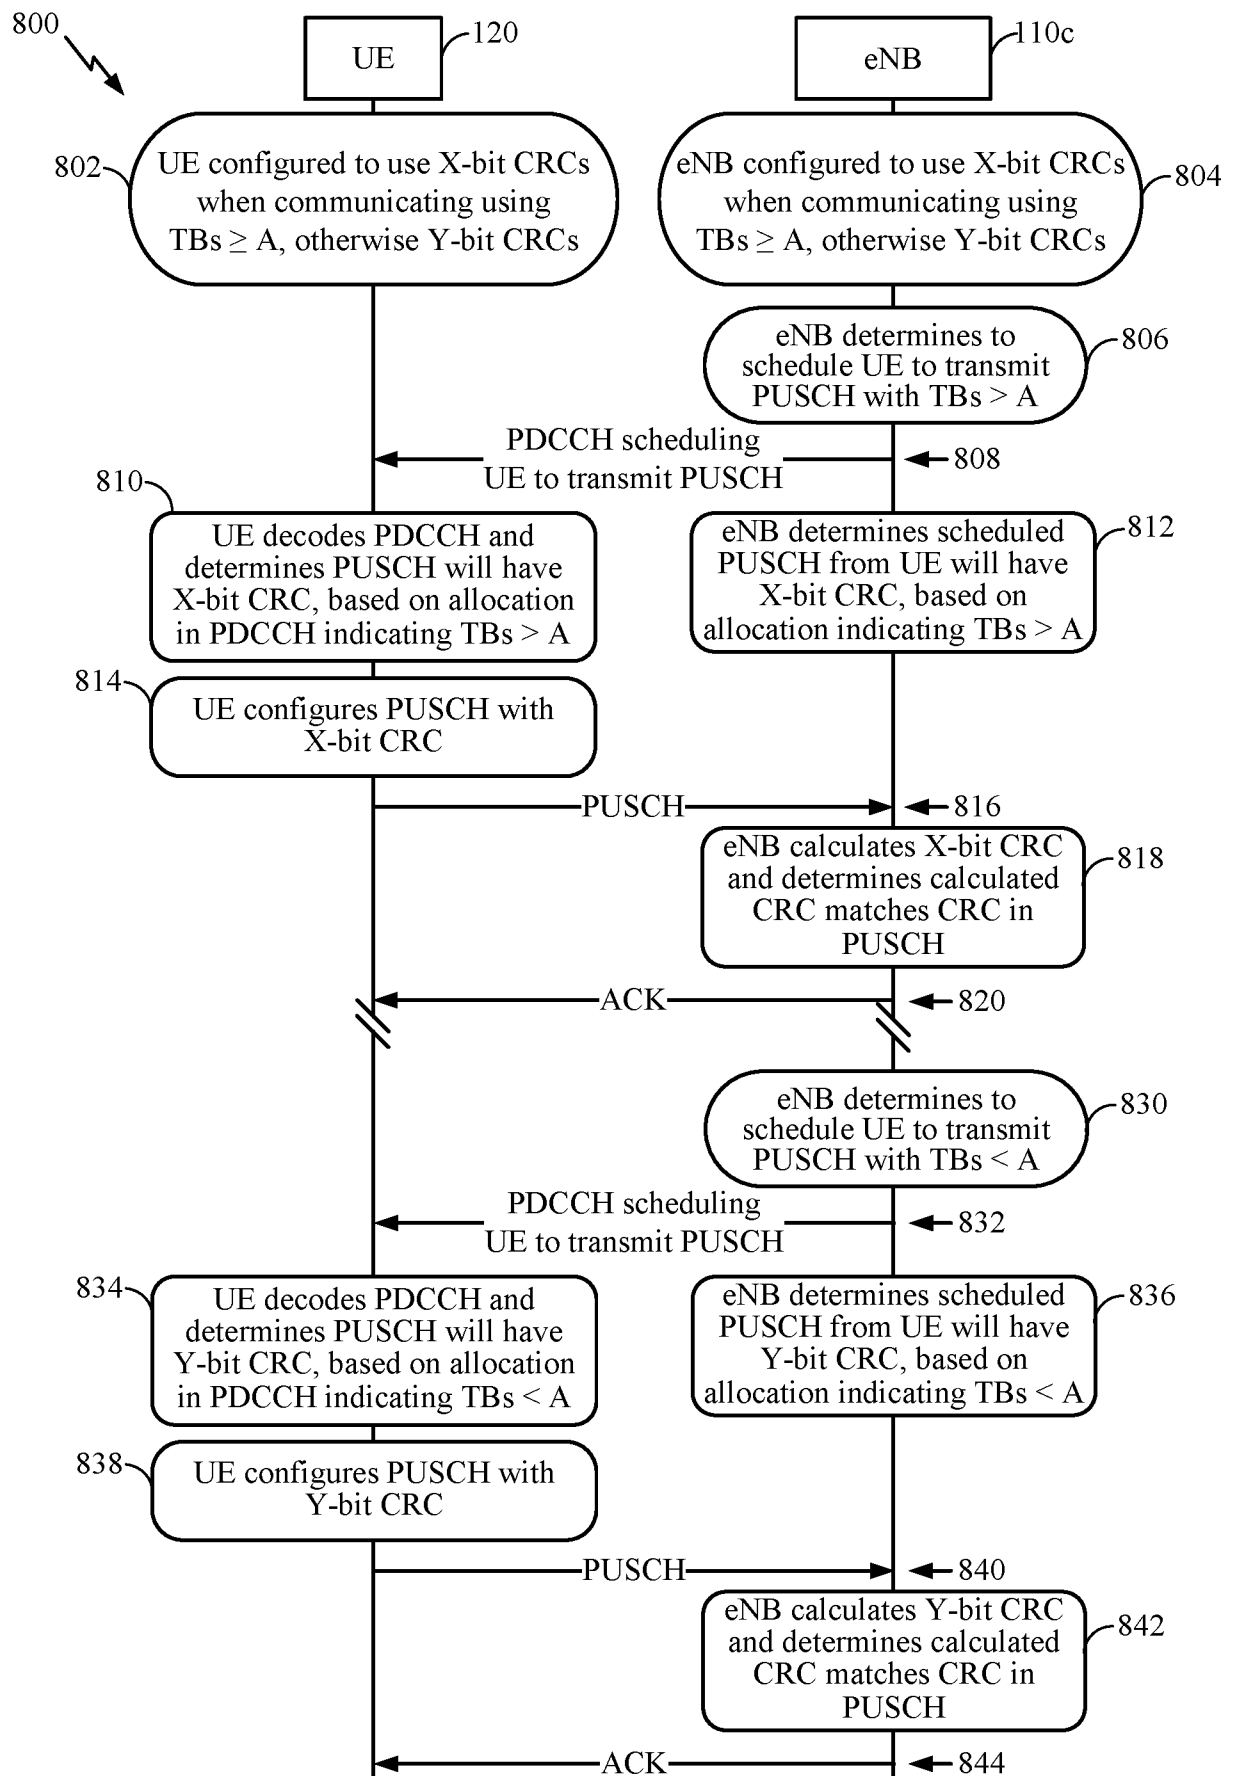 800
UE
120
eNB
110c
802
UE configured to use X-bit CRCs
when communicating using
TBs ≥ A, otherwise Y-bit CRCs
eNB configured to use X-bit CRCs
when communicating using
TBs ≥ A, otherwise Y-bit CRCs
804
eNB determines to
schedule UE to transmit
PUSCH with TBs > A
806
PDCCH scheduling
UE to transmit PUSCH
808
810
UE decodes PDCCH and
determines PUSCH will have
X-bit CRC, based on allocation
in PDCCH indicating TBs > A
eNB determines scheduled
PUSCH from UE will have
X-bit CRC, based on
allocation indicating TBs > A
812
814
UE configures PUSCH with
X-bit CRC
PUSCH
816
eNB calculates X-bit CRC
and determines calculated
CRC matches CRC in
PUSCH
818
ACK
820
eNB determines to
schedule UE to transmit
PUSCH with TBs < A
830
PDCCH scheduling
UE to transmit PUSCH
832
834
UE decodes PDCCH and
determines PUSCH will have
Y-bit CRC, based on allocation
in PDCCH indicating TBs < A
eNB determines scheduled
PUSCH from UE will have
Y-bit CRC, based on
allocation indicating TBs < A
836
838
UE configures PUSCH with
Y-bit CRC
PUSCH
840
eNB calculates Y-bit CRC
and determines calculated
CRC matches CRC in
PUSCH
842
ACK
844